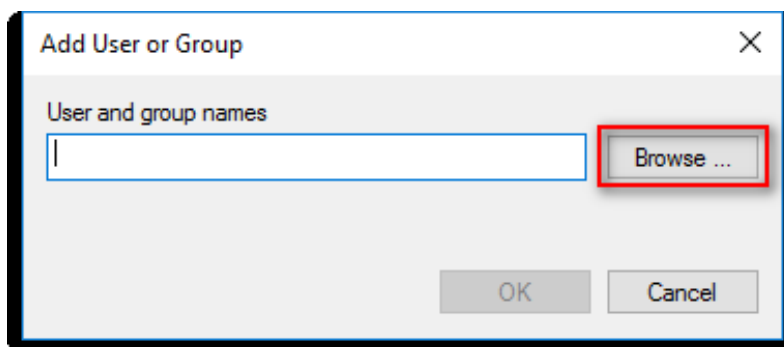 Add User or Group
User and group names
Browse ...
OK
Cancel